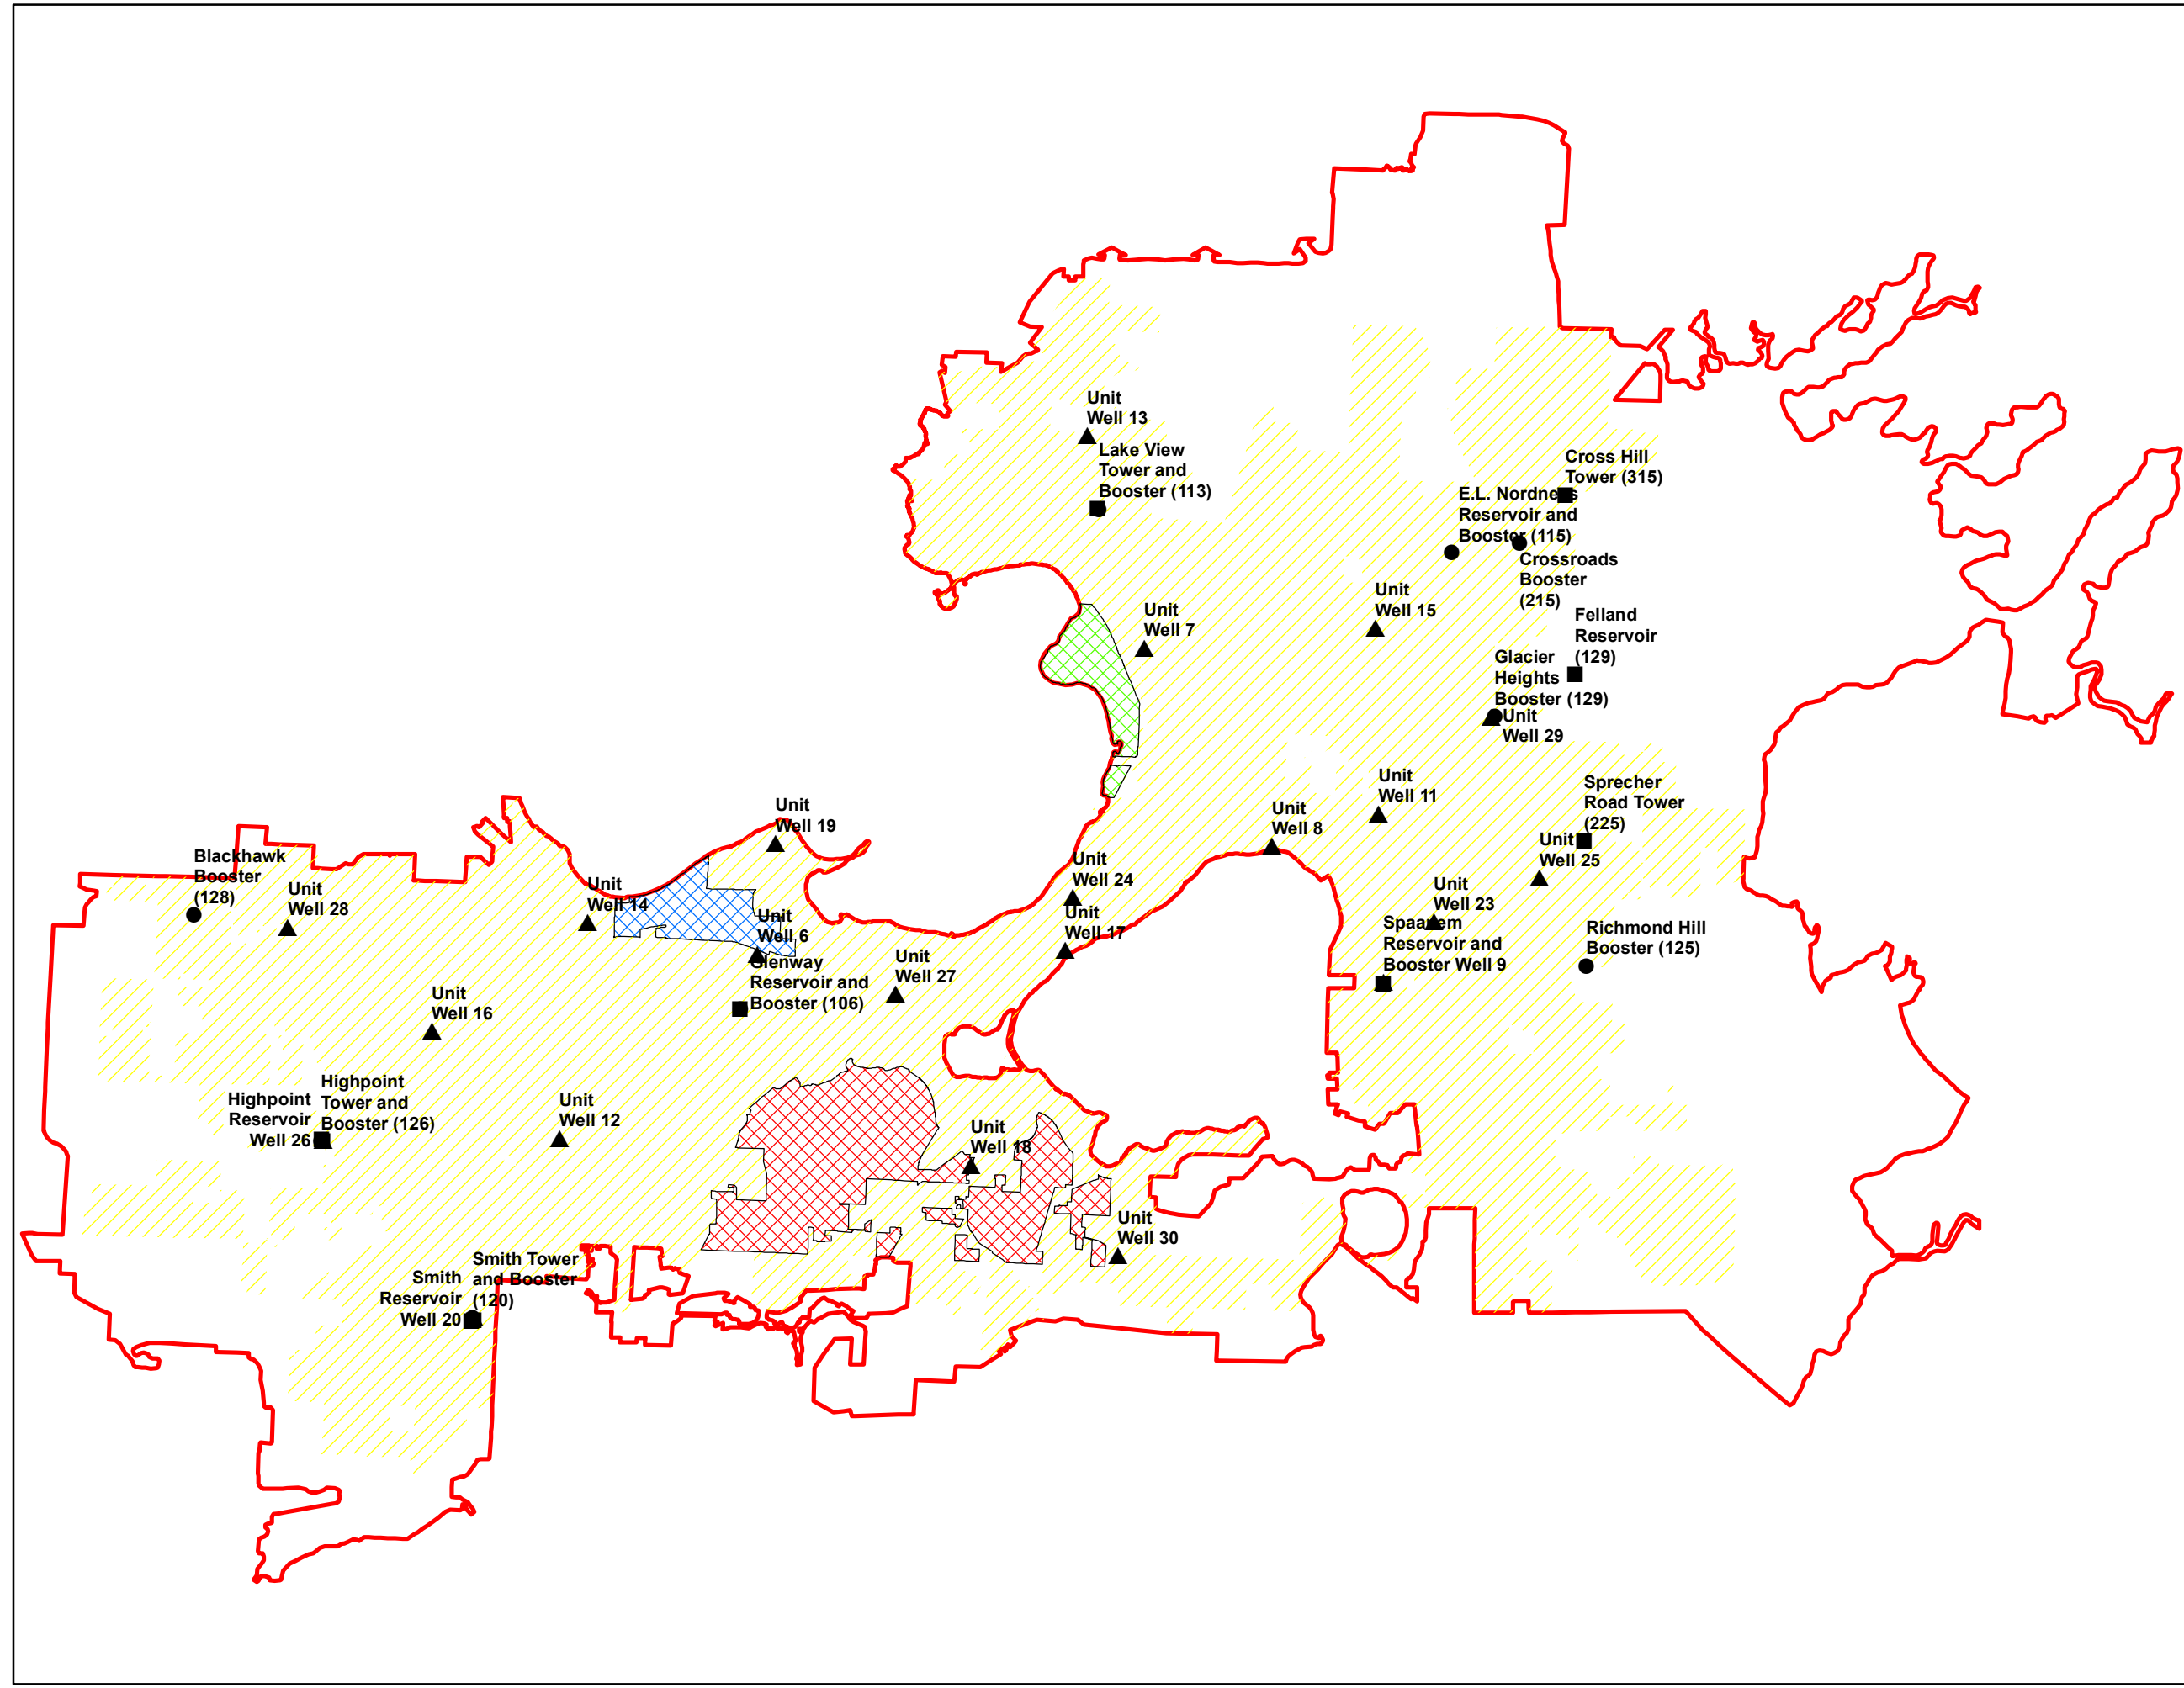 Unit
Well 13
Lake View
Tower and
Booster (113)
Cross Hill
Tower (315)
E.L. Nordness
Reservoir and
Booster (115)
Crossroads
Booster
(215)
Unit
Well 15
Unit
Well 7
Felland
Reservoir
(129)
Glacier
Heights
Booster (129)
Unit
Well 29
Unit
Well 11
Sprecher
Road Tower
(225)
Unit
Well 8
Unit
Well 25
Unit
Well 19
Unit
Well 24
Unit
Well 23
Blackhawk
Booster
(128)
Unit
Well 28
Unit
Well 14
Unit
Well 6
Unit
Well 17
Spaanem
Reservoir and
Booster Well 9
Richmond Hill
Booster (125)
Glenway
Reservoir and
Booster (106)
Unit
Well 27
Unit
Well 16
Highpoint
Tower and
Booster (126)
Highpoint
Reservoir
Well 26
Unit
Well 12
Unit
Well 18
Unit
Well 30
Smith Tower
and Booster
(120)
Smith
Reservoir
Well 20